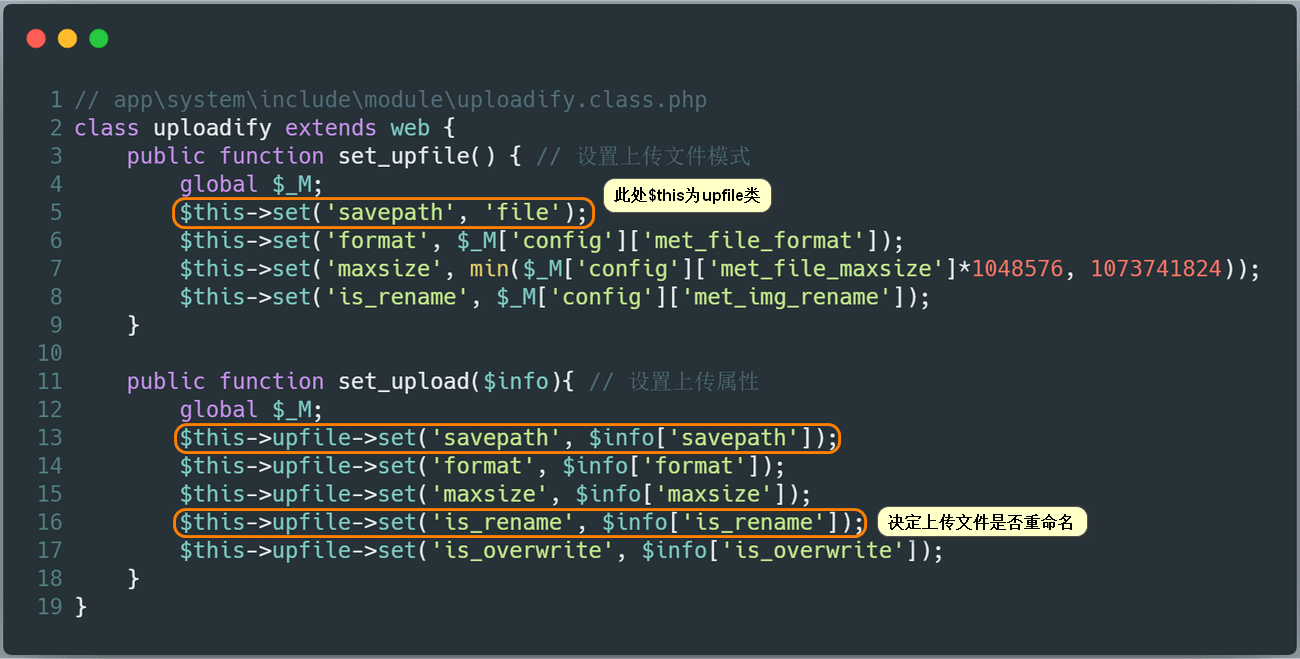 1 // app\system\include\module\uploadify.class.php
2 class uploadify extends web {
3     public function set_upfile() { // 设置上传文件模式
4         global $_M;
此处$this为upfile类
5         $this->set('savepath', 'file');
6         $this->set('format', $_M['config']['met_file_format']);
7         $this->set('maxsize', min($_M['config']['met_file_maxsize']*1048576, 1073741824));
8         $this->set('is_rename', $_M['config']['met_img_rename']);
9     }
10
11     public function set_upload($info){ // 设置上传属性
12         global $_M;
13         $this->upfile->set('savepath', $info['savepath']);
14         $this->upfile->set('format', $info['format']);
15         $this->upfile->set('maxsize', $info['maxsize']);
16         $this->upfile->set('is_rename', $info['is_rename']); 决定上传文件是否重命名
17         $this->upfile->set('is_overwrite', $info['is_overwrite']);
18     }
19 }